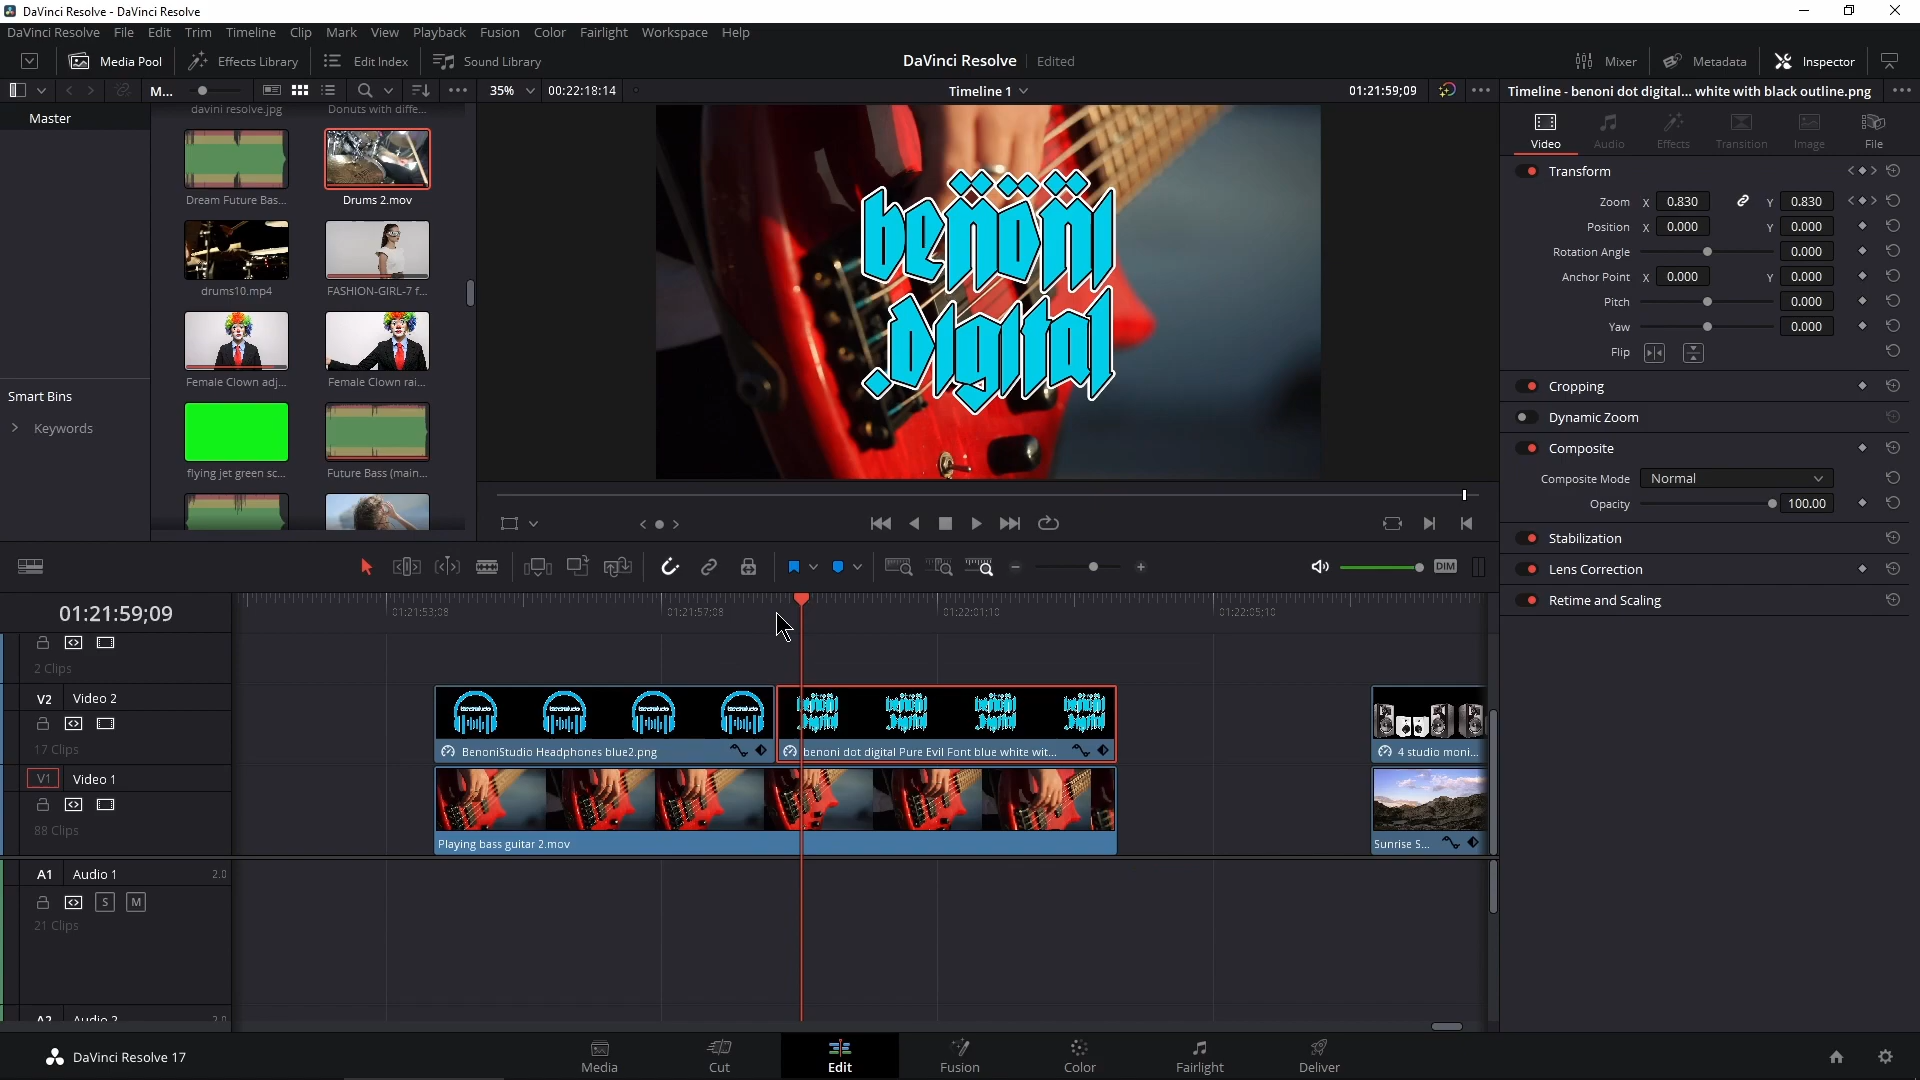 DaVinci Resolve - DaVinci Resolve
DaVinci Resolve File Edit Trim Timeline Clip Mark View Playback Fusion Color Fairlight Workspace Help
Media Pool Effects Library Edit Index Sound Library DaVinci Resolve Edited Mixer Metadata Inspector
M... 35% 00:22:18:14 Timeline 1 01:21:59;09 Timeline - benoni dot digital... white with black outline.png
Master
davini resolve.jpg Donuts with diffe...
Dream Future Bas... Drums 2.mov
drums10.mp4 FASHION-GIRL-7 f...
Female Clown adj... Female Clown rai...
flying jet green sc... Future Bass (main...
Smart Bins
Keywords
benoni
.digital
Video Audio Effects Transition Image File
Transform
Zoom X 0.830 Y 0.830
Position X 0.000 Y 0.000
Rotation Angle 0.000
Anchor Point X 0.000 Y 0.000
Pitch 0.000
Yaw 0.000
Flip
Cropping
Dynamic Zoom
Composite
Composite Mode Normal
Opacity 100.00
Stabilization
Lens Correction
Retime and Scaling
DIM
01:21:59;09
01:21:53;08 01:21:57;08 01:22:01;10 01:22:05;10
2 Clips
V2 Video 2
17 Clips
BenoniStudio Headphones blue2.png benoni dot digital Pure Evil Font blue white wit... 4 studio moni...
V1 Video 1
88 Clips
Playing bass guitar 2.mov Sunrise S...
A1 Audio 1 2.0
S M
21 Clips
A2 Audio 2 2.0
DaVinci Resolve 17 Media Cut Edit Fusion Color Fairlight Deliver